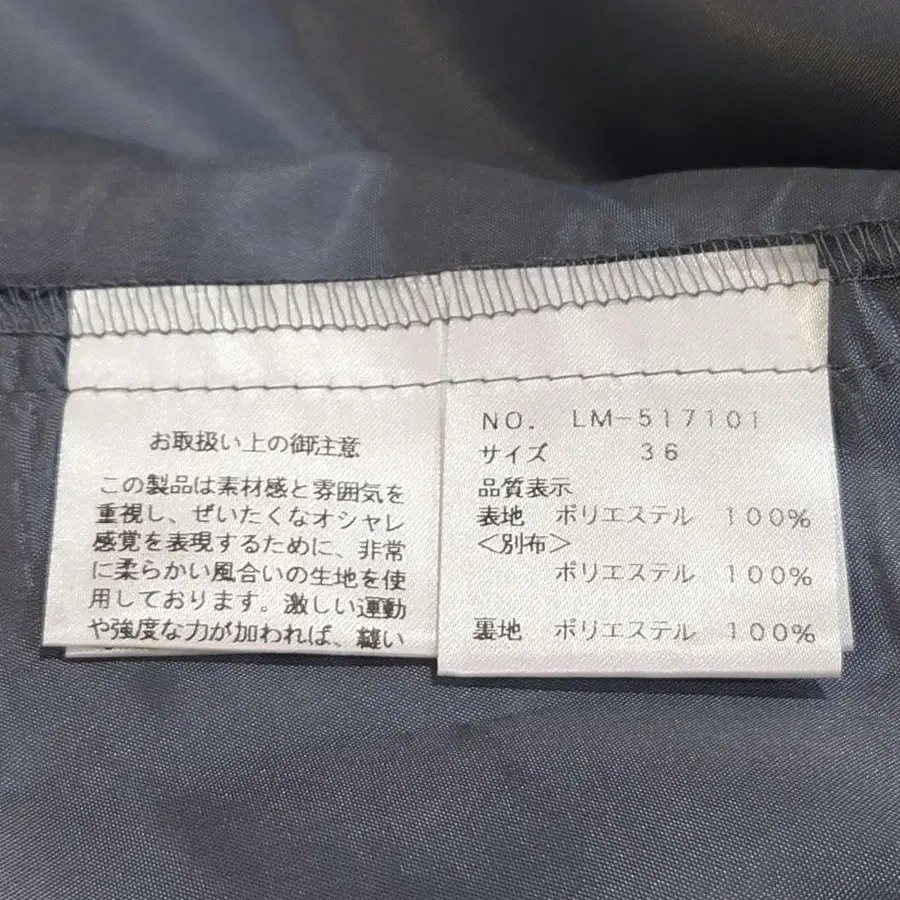 お取扱い上の御注意
この製品は素材感と雰囲気を
重視し、ぜいたくなオシャレ
感覚を表現するために、非常
に柔らかい風合いの生地を使
用しております。激しい運動
や強度な力が加われば、縫い
NO. LM-517101
サイズ 36
品質表示
表地 ポリエステル 100%
<別布>
ポリエステル 100%
裏地 ポリエステル 100%